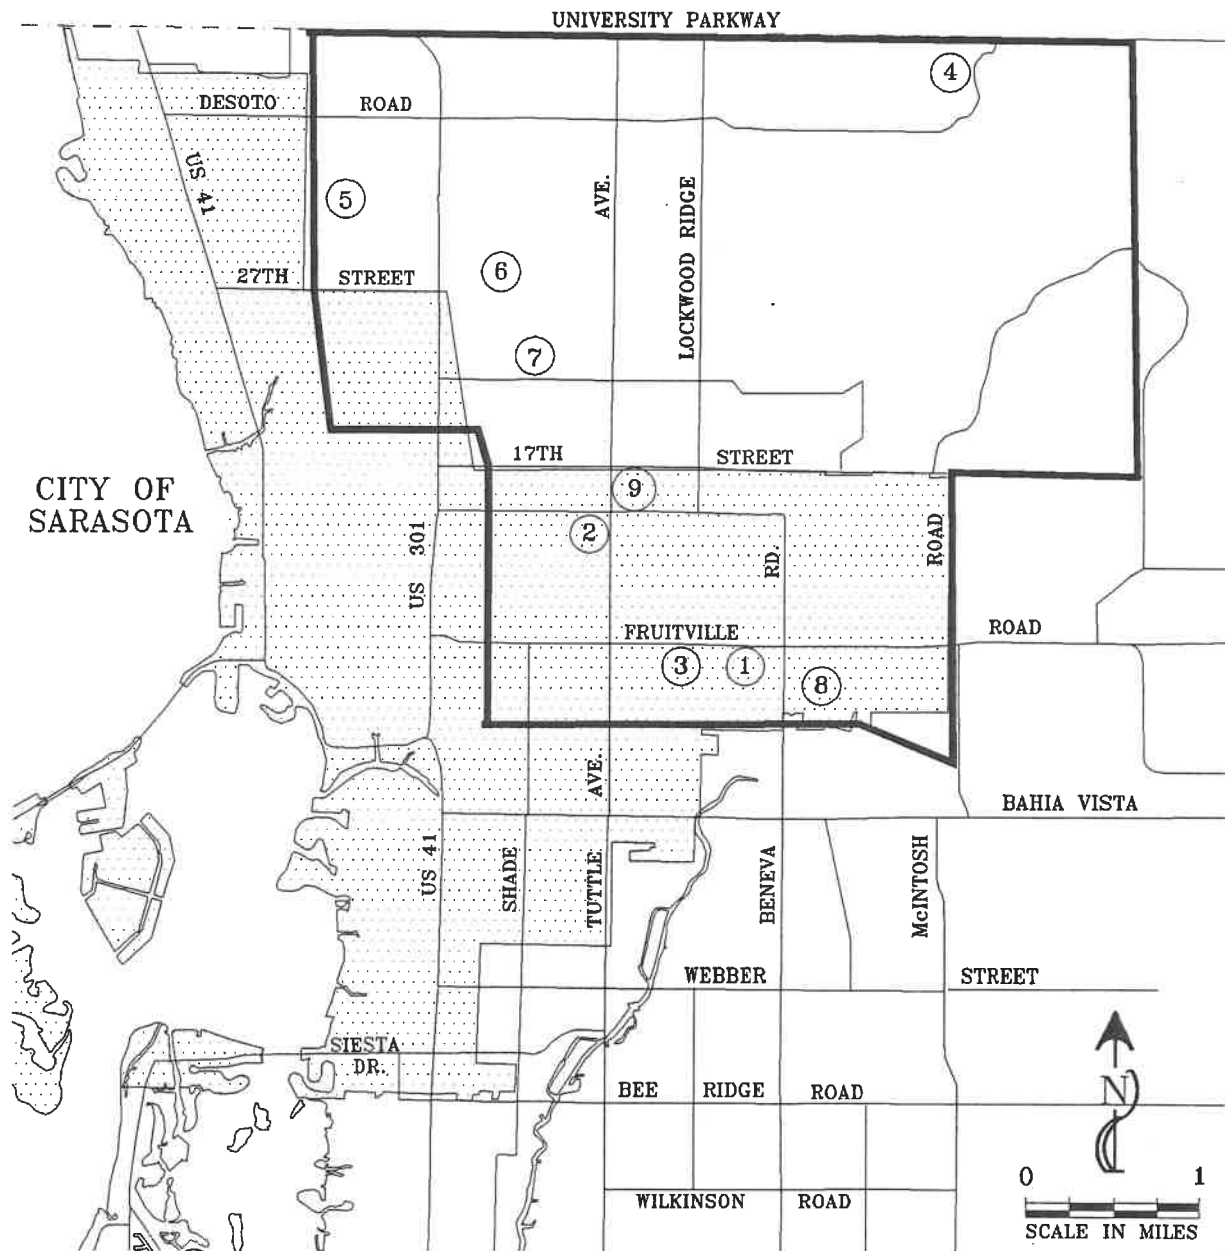 UNIVERSITY PARKWAY
4
DESOTO ROAD
US 41
5
AVE.
LOCKWOOD RIDGE
27TH STREET
6
7
17TH STREET
CITY OF
SARASOTA
9
2
US 301
RD.
ROAD
FRUITVILLE ROAD
3
1
8
AVE.
BAHIA VISTA
US 41
SHADE
TUTTLE
BENEVA
McINTOSH
WEBBER STREET
SIESTA
DR.
BEE RIDGE ROAD
N
WILKINSON ROAD
0 1
SCALE IN MILES